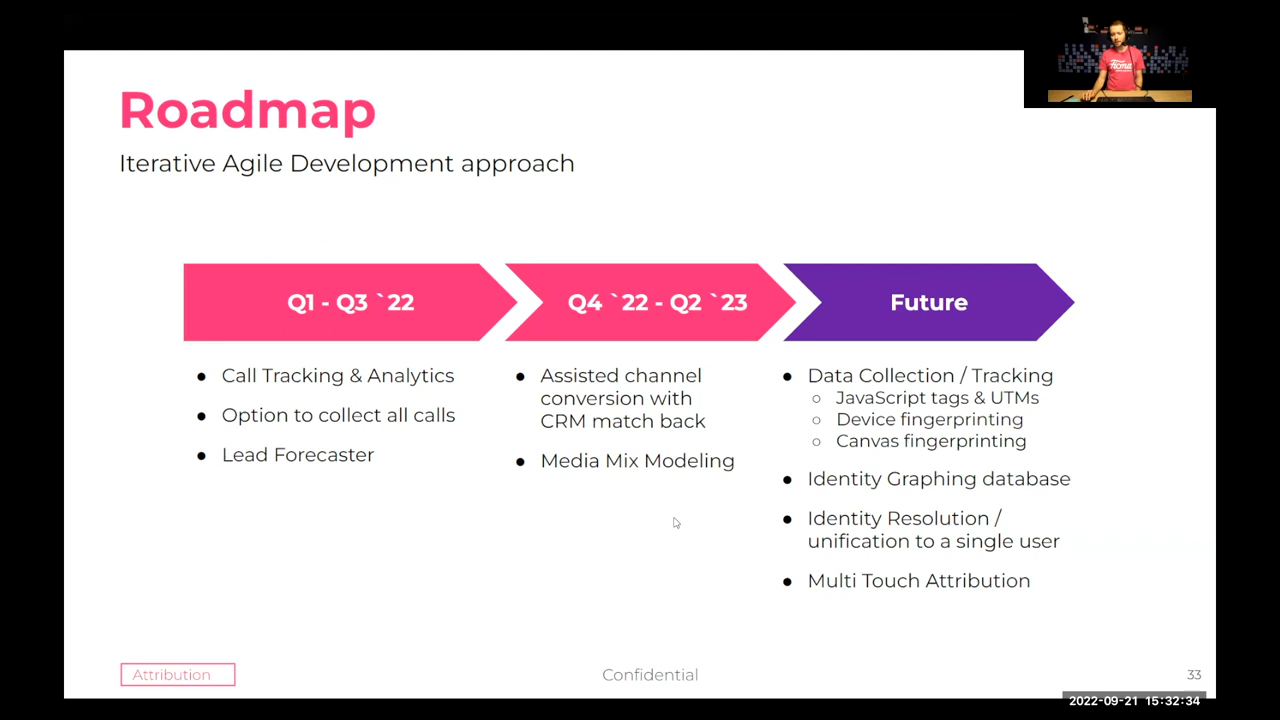 Roadmap
Iterative Agile Development approach
Q1 - Q3 `22
Q4 `22 - Q2 `23
Future
● Call Tracking & Analytics
● Option to collect all calls
● Lead Forecaster
● Assisted channel
conversion with
CRM match back
● Media Mix Modeling
● Data Collection / Tracking
○ JavaScript tags & UTMs
○ Device fingerprinting
○ Canvas fingerprinting
● Identity Graphing database
● Identity Resolution /
unification to a single user
● Multi Touch Attribution
Attribution
Confidential
33
2022-09-21 15:32:34